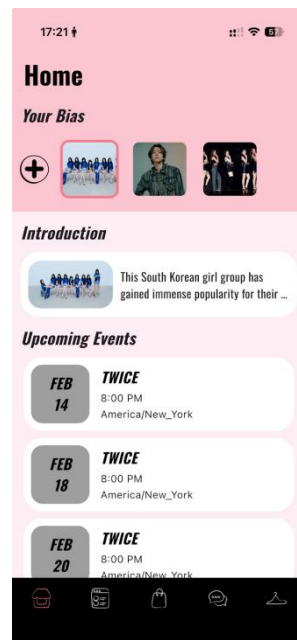 17:21
Home
Your Bias
Introduction
This South Korean girl group has
gained immense popularity for their ...
Upcoming Events
FEB
14
TWICE
8:00 PM
America/New_York
FEB
18
TWICE
8:00 PM
America/New_York
FEB
20
TWICE
8:00 PM
America/New_York